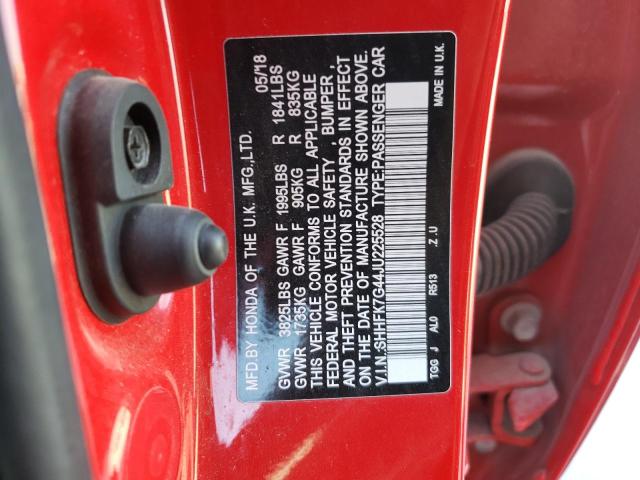 MFD.BY HONDA OF THE U.K. MFG.,LTD. 05/18
GVWR 3825LBS GAWR F 1995LBS R 1841LBS
GVWR 1735KG GAWR F 905KG R 835KG
THIS VEHICLE CONFORMS TO ALL APPLICABLE
FEDERAL MOTOR VEHICLE SAFETY , BUMPER ,
AND THEFT PREVENTION STANDARDS IN EFFECT
ON THE DATE OF MANUFACTURE SHOWN ABOVE.
V.I.N.:SHHFK7G44JU225528 TYPE:PASSENGER CAR
TGG J AL0 R513 .Z.U MADE IN U.K.